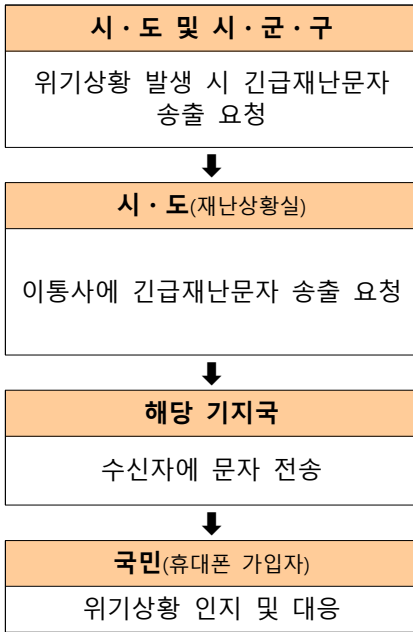 시·도 및 시·군·구
위기상황 발생 시 긴급재난문자
송출 요청
시·도(재난상황실)
이통사에 긴급재난문자 송출 요청
해당 기지국
수신자에 문자 전송
국민(휴대폰 가입자)
위기상황 인지 및 대응